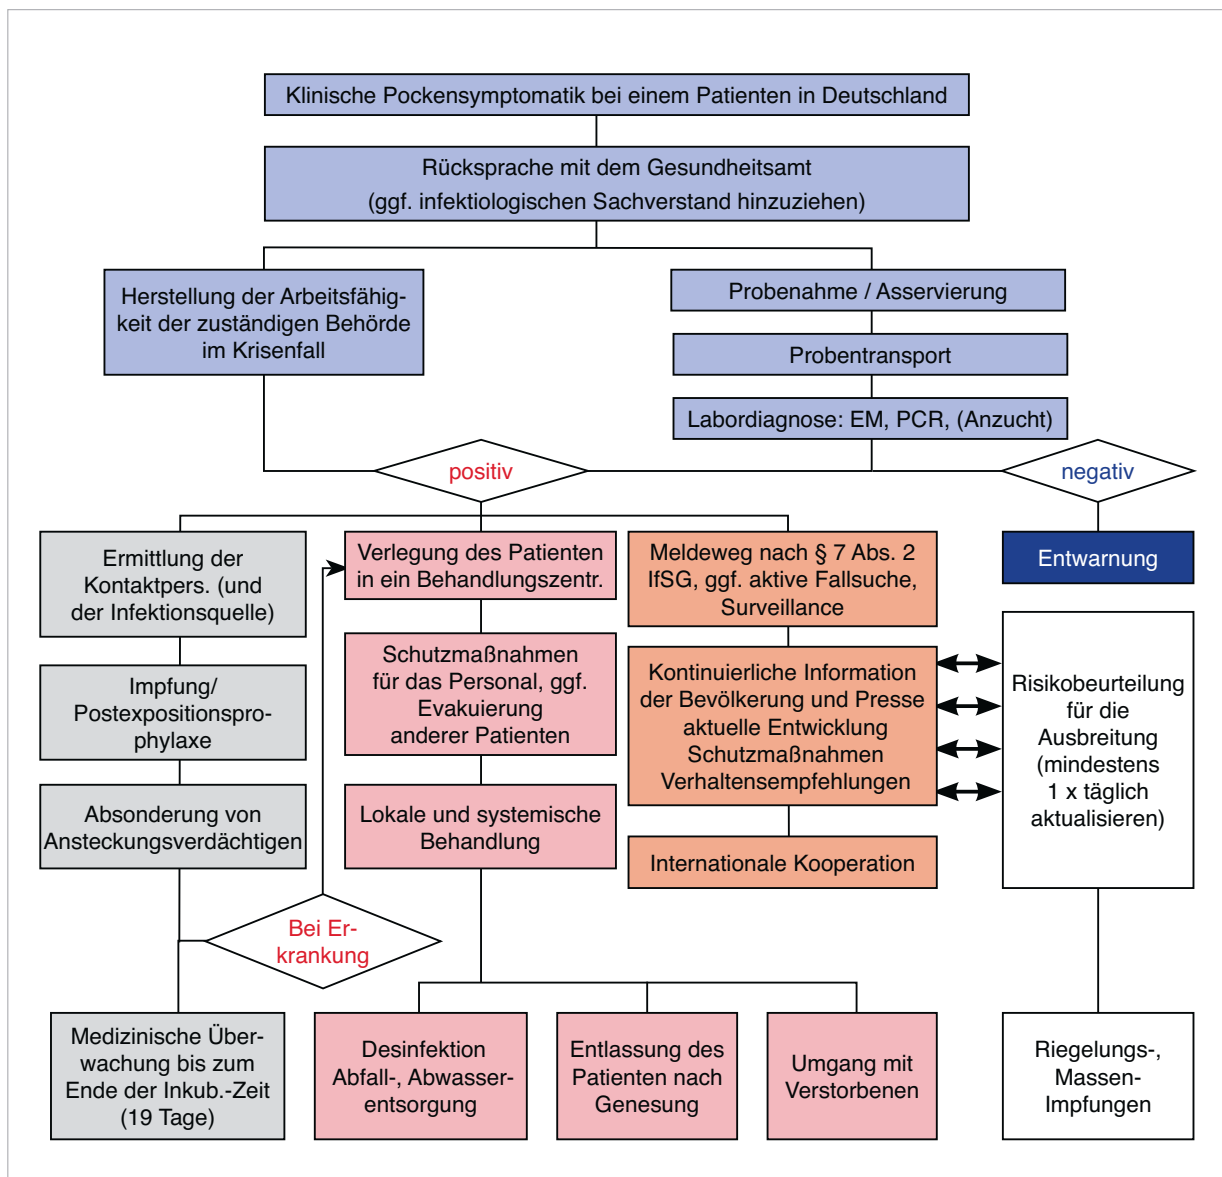 Klinische Pockensymptomatik bei einem Patienten in Deutschland
Rücksprache mit dem Gesundheitsamt
(ggf. infektiologischen Sachverstand hinzuziehen)
Herstellung der Arbeitsfähig-
keit der zuständigen Behörde
im Krisenfall
Probenahme / Asservierung
Probentransport
Labordiagnose: EM, PCR, (Anzucht)
positiv
negativ
Ermittlung der
Kontaktpers. (und
der Infektionsquelle)
Verlegung des Patienten
in ein Behandlungszentr.
Meldeweg nach § 7 Abs. 2
IfSG, ggf. aktive Fallsuche,
Surveillance
Entwarnung
Impfung/
Postexpositionspro-
phylaxe
Schutzmaßnahmen
für das Personal, ggf.
Evakuierung
anderer Patienten
Kontinuierliche Information
der Bevölkerung und Presse
aktuelle Entwicklung
Schutzmaßnahmen
Verhaltensempfehlungen
Risikobeurteilung
für die
Ausbreitung
(mindestens
1 x täglich
aktualisieren)
Absonderung von
Ansteckungsverdächtigen
Lokale und systemische
Behandlung
Internationale Kooperation
Bei Er-
krankung
Medizinische Über-
wachung bis zum
Ende der Inkub.-Zeit
(19 Tage)
Desinfektion
Abfall-, Abwasser-
entsorgung
Entlassung des
Patienten nach
Genesung
Umgang mit
Verstorbenen
Riegelungs-,
Massen-
Impfungen